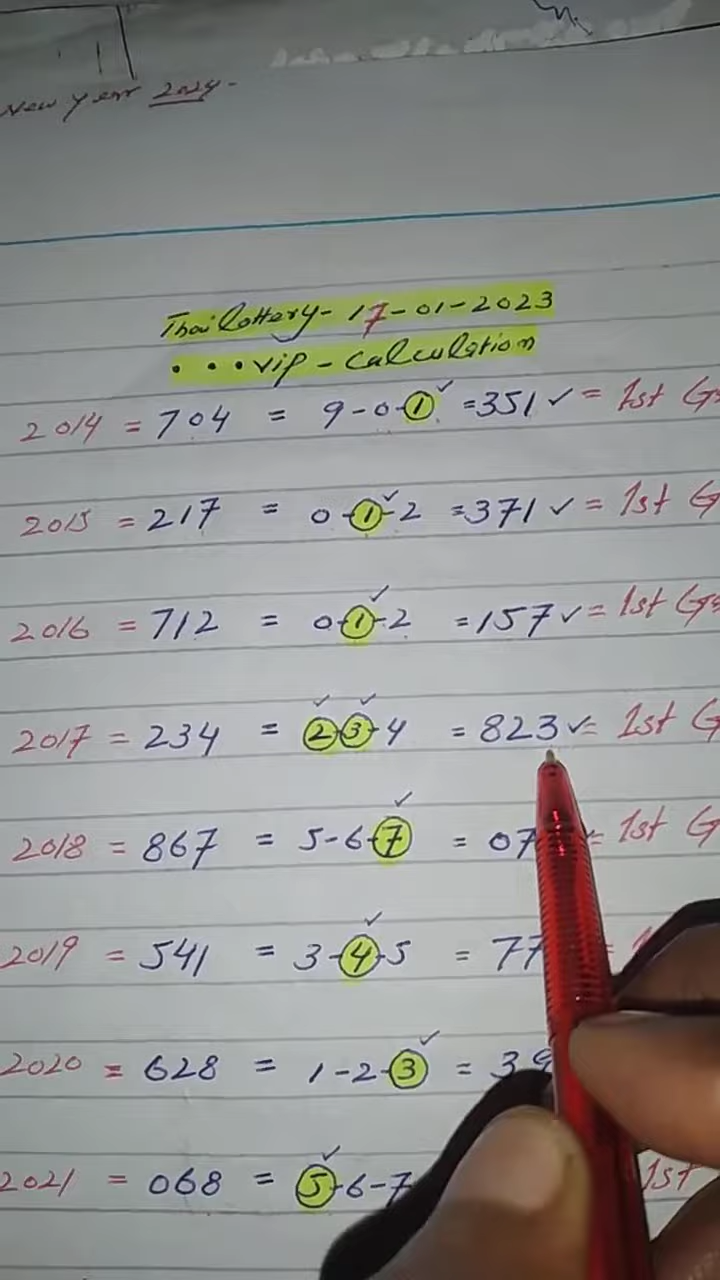 New year 2024-
Thai Lottery- 17-01-2023
...vip-calculation
2014 = 704 = 9-0-1 ✓ =351 ✓ = 1st
2015 = 217 = 0-1-2 ✓ =371 ✓ = 1st
2016 = 712 = 0-1-2 ✓ =157 ✓ = 1st
2017 = 234 = 2-3-4 ✓ ✓ = 823 ✓ = 1st
2018 = 867 = 5-6-7 ✓ = 07 = 1st
2019 = 541 = 3-4-5 ✓ = 77 =
2020 = 628 = 1-2-3 ✓ = 39
2021 = 068 = 5-6-7 ✓ 1st